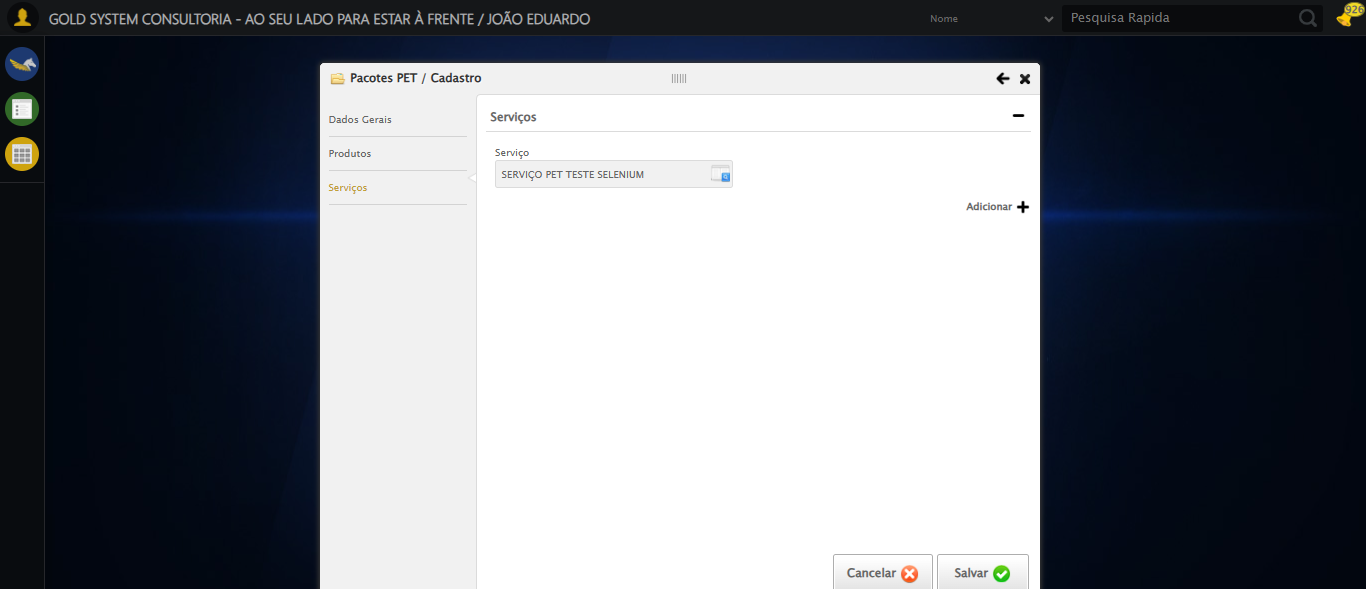 GOLD SYSTEM CONSULTORIA - AO SEU LADO PARA ESTAR À FRENTE / JOÃO EDUARDO
Nome
Pesquisa Rapida
926
Pacotes PET / Cadastro
Dados Gerais
Produtos
Serviços
Serviços
Serviço
SERVIÇO PET TESTE SELENIUM
Adicionar
Cancelar
Salvar